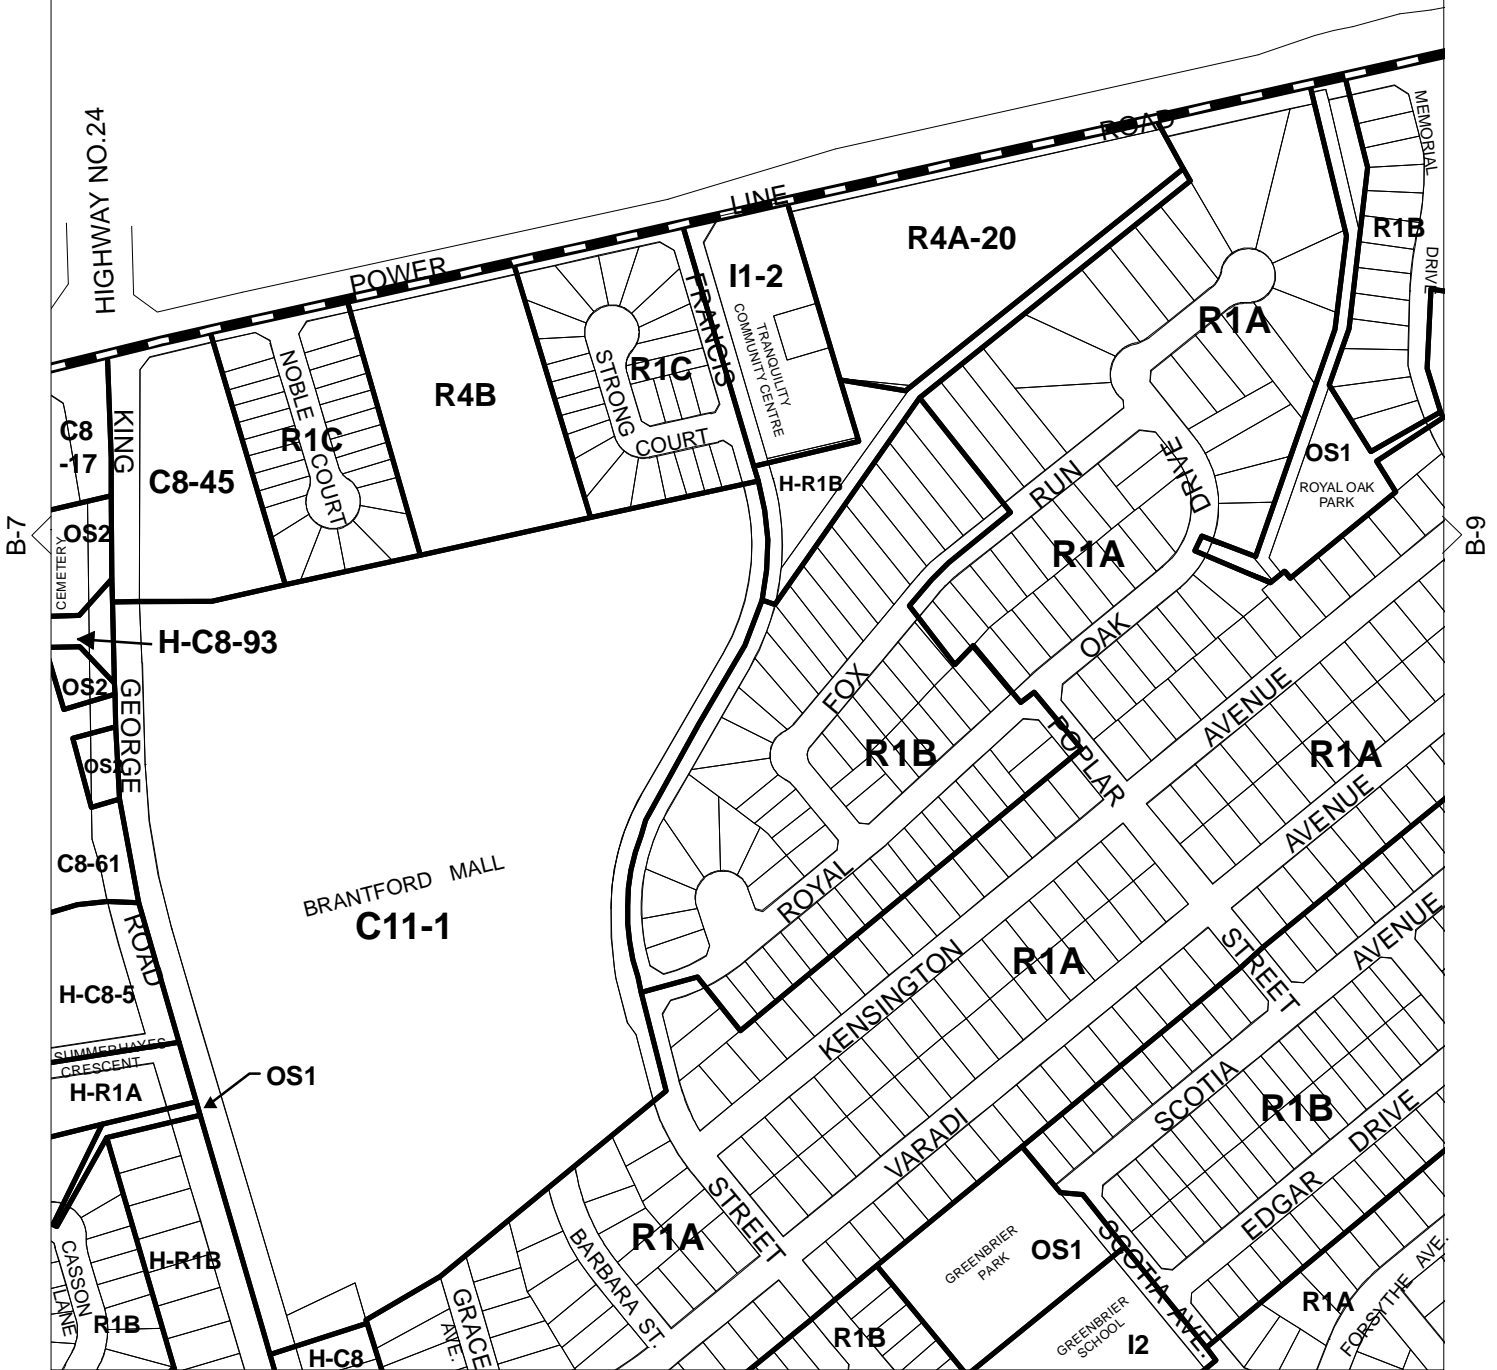 HIGHWAY NO.24
POWER
LINE
ROAD
MEMORIAL
DRIVE
R1B
R4A-20
I1-2
TRANQUILITY
COMMUNITY CENTRE
FRANCIS
R1A
NOBLE
COURT
R1C
R4B
STRONG
COURT
R1C
C8
-17
KING
C8-45
H-R1B
RUN
DRIVE
OS1
ROYAL OAK
PARK
B-7
B-9
OS2
CEMETERY
R1A
H-C8-93
OAK
OS2
GEORGE
FOX
POPLAR
AVENUE
R1B
R1A
OS2
AVENUE
C8-61
BRANTFORD MALL
C11-1
ROYAL
ROAD
KENSINGTON
R1A
STREET
AVENUE
H-C8-5
SUMMERHAYES
CRESCENT
H-R1A
OS1
SCOTIA
R1B
DRIVE
VARADI
EDGAR
STREET
R1A
BARBARA ST.
GREENBRIER
PARK
OS1
SCOTIA AVE.
CASSON
LANE
H-R1B
R1B
GRACE
AVE.
H-C8
R1B
GREENBRIER
SCHOOL
I2
R1A
FORSYTHE AVE.